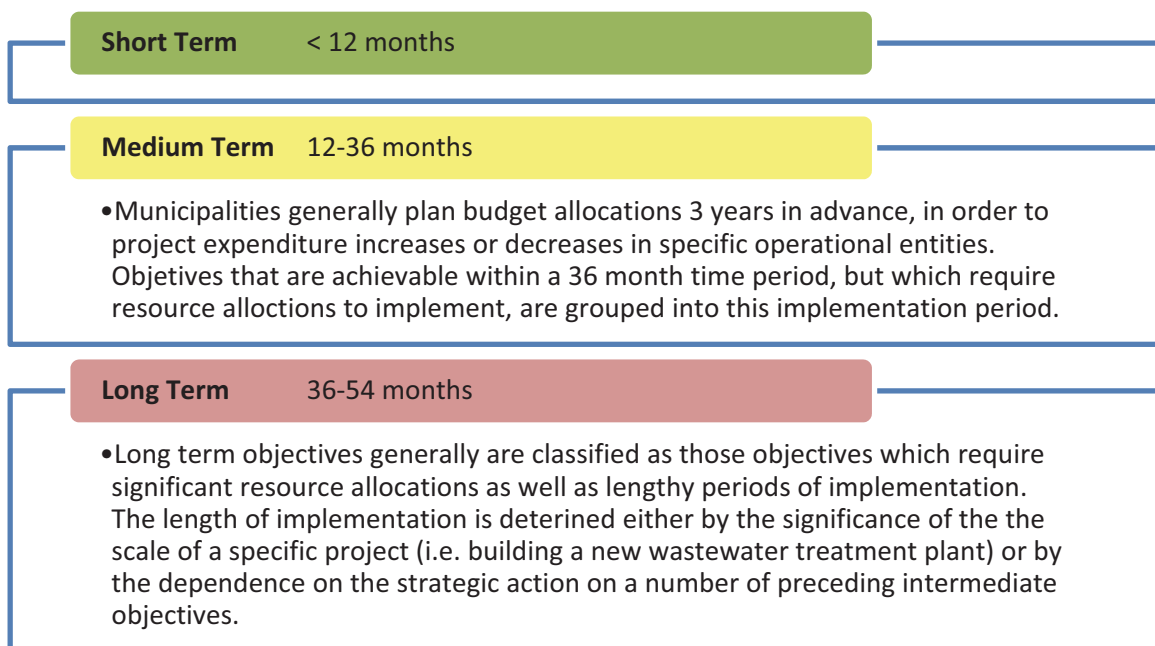 Short Term < 12 months
Medium Term 12-36 months
•Municipalities generally plan budget allocations 3 years in advance, in order to
project expenditure increases or decreases in specific operational entities.
Objetives that are achievable within a 36 month time period, but which require
resource alloctions to implement, are grouped into this implementation period.
Long Term 36-54 months
•Long term objectives generally are classified as those objectives which require
significant resource allocations as well as lengthy periods of implementation.
The length of implementation is deterined either by the significance of the the
scale of a specific project (i.e. building a new wastewater treatment plant) or by
the dependence on the strategic action on a number of preceding intermediate
objectives.